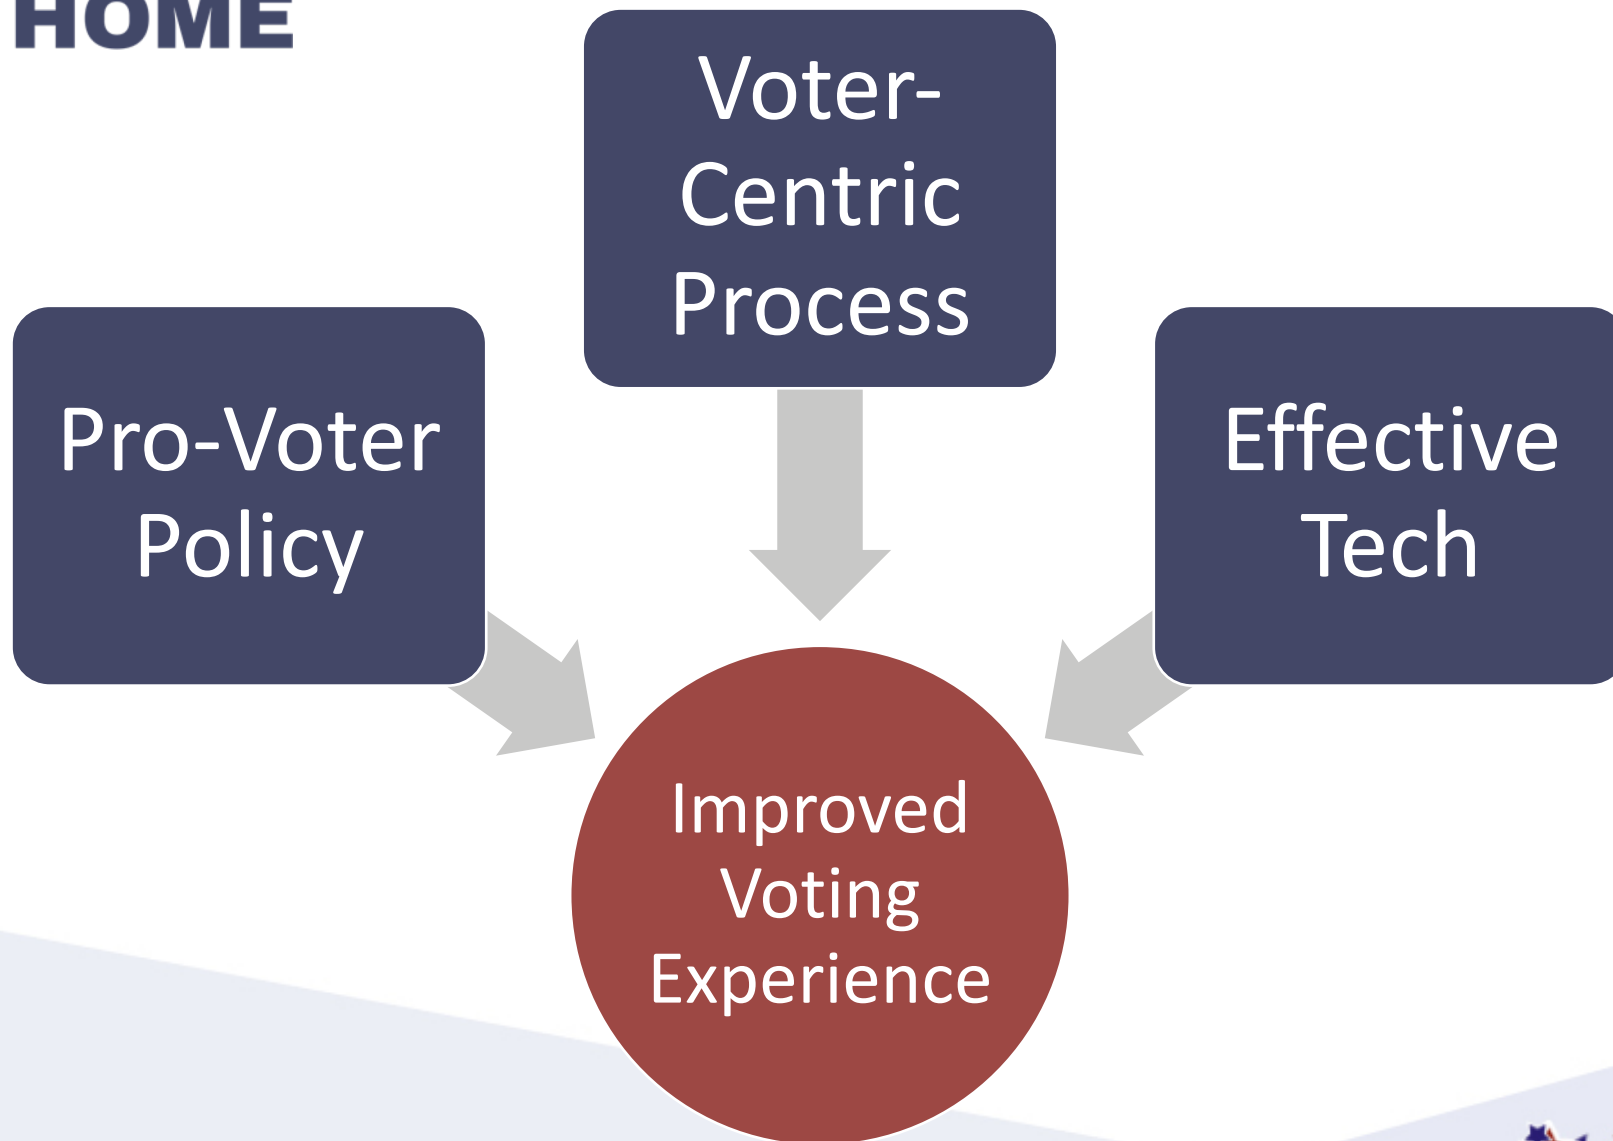 HOME
Voter-
Centric
Process
Pro-Voter
Policy
Effective
Tech
Improved
Voting
Experience